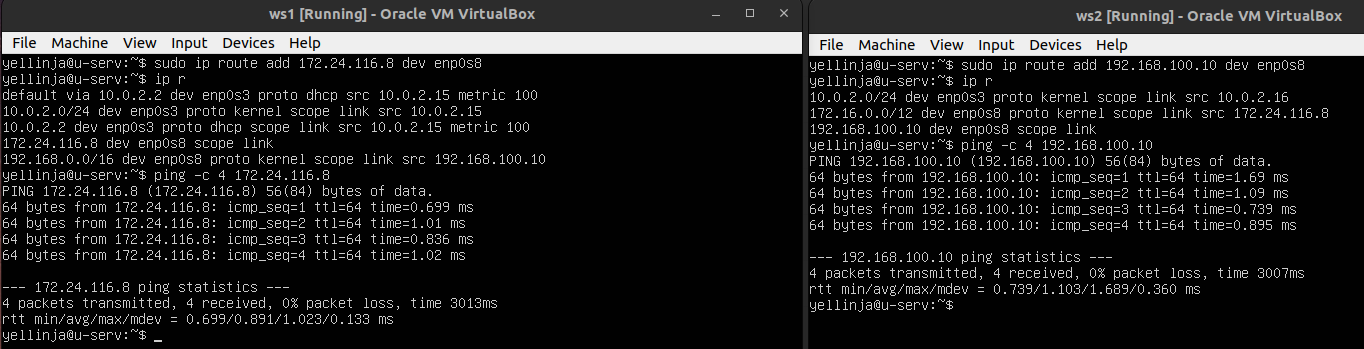 ws1 [Running] - Oracle VM VirtualBox
File Machine View Input Devices Help
yellinja@u-serv:~$ sudo ip route add 172.24.116.8 dev enp0s8
yellinja@u-serv:~$ ip r
default via 10.0.2.2 dev enp0s3 proto dhcp src 10.0.2.15 metric 100
10.0.2.0/24 dev enp0s3 proto kernel scope link src 10.0.2.15
10.0.2.2 dev enp0s3 proto dhcp scope link src 10.0.2.15 metric 100
172.24.116.8 dev enp0s8 scope link
192.168.0.0/16 dev enp0s8 proto kernel scope link src 192.168.100.10
yellinja@u-serv:~$ ping -c 4 172.24.116.8
PING 172.24.116.8 (172.24.116.8) 56(84) bytes of data.
64 bytes from 172.24.116.8: icmp_seq=1 ttl=64 time=0.699 ms
64 bytes from 172.24.116.8: icmp_seq=2 ttl=64 time=1.01 ms
64 bytes from 172.24.116.8: icmp_seq=3 ttl=64 time=0.836 ms
64 bytes from 172.24.116.8: icmp_seq=4 ttl=64 time=1.02 ms
--- 172.24.116.8 ping statistics ---
4 packets transmitted, 4 received, 0% packet loss, time 3013ms
rtt min/avg/max/mdev = 0.699/0.891/1.023/0.133 ms
yellinja@u-serv:~$ _
ws2 [Running] - Oracle VM VirtualBox
File Machine View Input Devices Help
yellinja@u-serv:~$ sudo ip route add 192.168.100.10 dev enp0s8
yellinja@u-serv:~$ ip r
10.0.2.0/24 dev enp0s3 proto kernel scope link src 10.0.2.16
172.16.0.0/12 dev enp0s8 proto kernel scope link src 172.24.116.8
192.168.100.10 dev enp0s8 scope link
yellinja@u-serv:~$ ping -c 4 192.168.100.10
PING 192.168.100.10 (192.168.100.10) 56(84) bytes of data.
64 bytes from 192.168.100.10: icmp_seq=1 ttl=64 time=1.69 ms
64 bytes from 192.168.100.10: icmp_seq=2 ttl=64 time=1.09 ms
64 bytes from 192.168.100.10: icmp_seq=3 ttl=64 time=0.739 ms
64 bytes from 192.168.100.10: icmp_seq=4 ttl=64 time=0.895 ms
--- 192.168.100.10 ping statistics ---
4 packets transmitted, 4 received, 0% packet loss, time 3007ms
rtt min/avg/max/mdev = 0.739/1.103/1.689/0.360 ms
yellinja@u-serv:~$